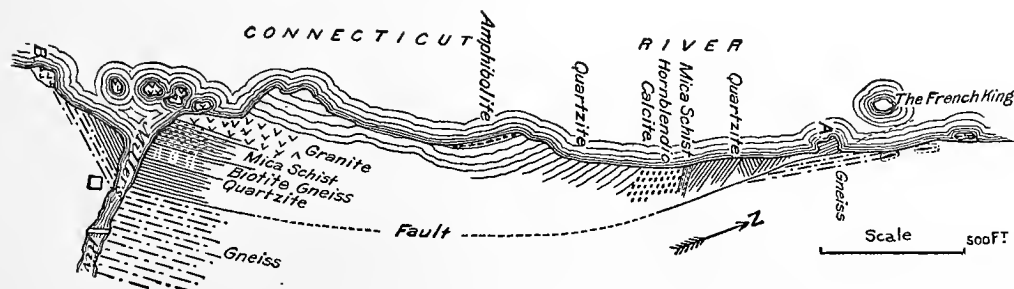 CONNECTICUT RIVER
Amphibolite
Quartzite
Calcite
Hornblendic
Mica Schist
Quartzite
The French King
A
B
Granite
Mica Schist
Biotite Gneiss
Quartzite
Gneiss
Fault
Gneiss
N
Scale
500 FT.